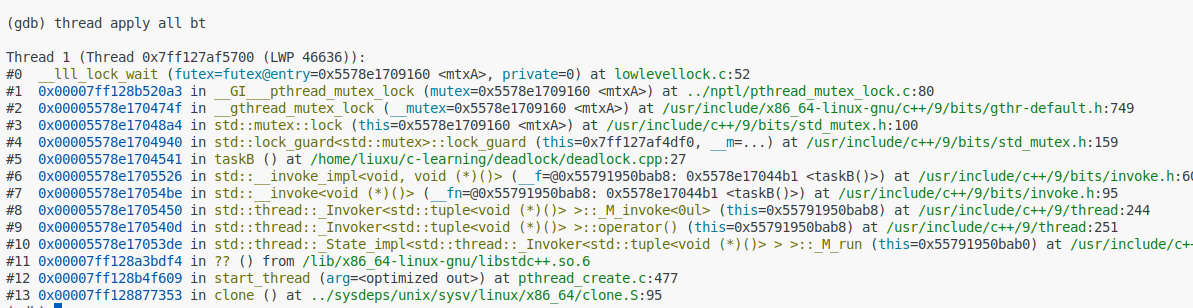 (gdb) thread apply all bt
Thread 1 (Thread 0x7ff127af5700 (LWP 46636)):
#0  __lll_lock_wait (futex=futex@entry=0x5578e1709160 <mtxA>, private=0) at lowlevellock.c:52
#1  0x00007ff128b520a3 in __GI___pthread_mutex_lock (mutex=0x5578e1709160 <mtxA>) at ../nptl/pthread_mutex_lock.c:80
#2  0x00005578e170474f in __gthread_mutex_lock (__mutex=0x5578e1709160 <mtxA>) at /usr/include/x86_64-linux-gnu/c++/9/bits/gthr-default.h:749
#3  0x00005578e17048a4 in std::mutex::lock (this=0x5578e1709160 <mtxA>) at /usr/include/c++/9/bits/std_mutex.h:100
#4  0x00005578e1704940 in std::lock_guard<std::mutex>::lock_guard (this=0x7ff127af4df0, __m=...) at /usr/include/c++/9/bits/std_mutex.h:159
#5  0x00005578e1704541 in taskB () at /home/liuxu/c-learning/deadlock/deadlock.cpp:27
#6  0x00005578e1705526 in std::__invoke_impl<void, void (*)()> (__f=@0x55791950bab8: 0x5578e17044b1 <taskB()>) at /usr/include/c++/9/bits/invoke.h:60
#7  0x00005578e17054be in std::__invoke<void (*)()> (__fn=@0x55791950bab8: 0x5578e17044b1 <taskB()>) at /usr/include/c++/9/bits/invoke.h:95
#8  0x00005578e1705450 in std::thread::_Invoker<std::tuple<void (*)()> >::_M_invoke<0ul> (this=0x55791950bab8) at /usr/include/c++/9/thread:244
#9  0x00005578e170540d in std::thread::_Invoker<std::tuple<void (*)()> >::operator() (this=0x55791950bab8) at /usr/include/c++/9/thread:251
#10 0x00005578e17053de in std::thread::_State_impl<std::thread::_Invoker<std::tuple<void (*)()> > >::_M_run (this=0x55791950bab0) at /usr/include/c++
#11 0x00007ff128a3bdf4 in ?? () from /lib/x86_64-linux-gnu/libstdc++.so.6
#12 0x00007ff128b4f609 in start_thread (arg=<optimized out>) at pthread_create.c:477
#13 0x00007ff128877353 in clone () at ../sysdeps/unix/sysv/linux/x86_64/clone.S:95